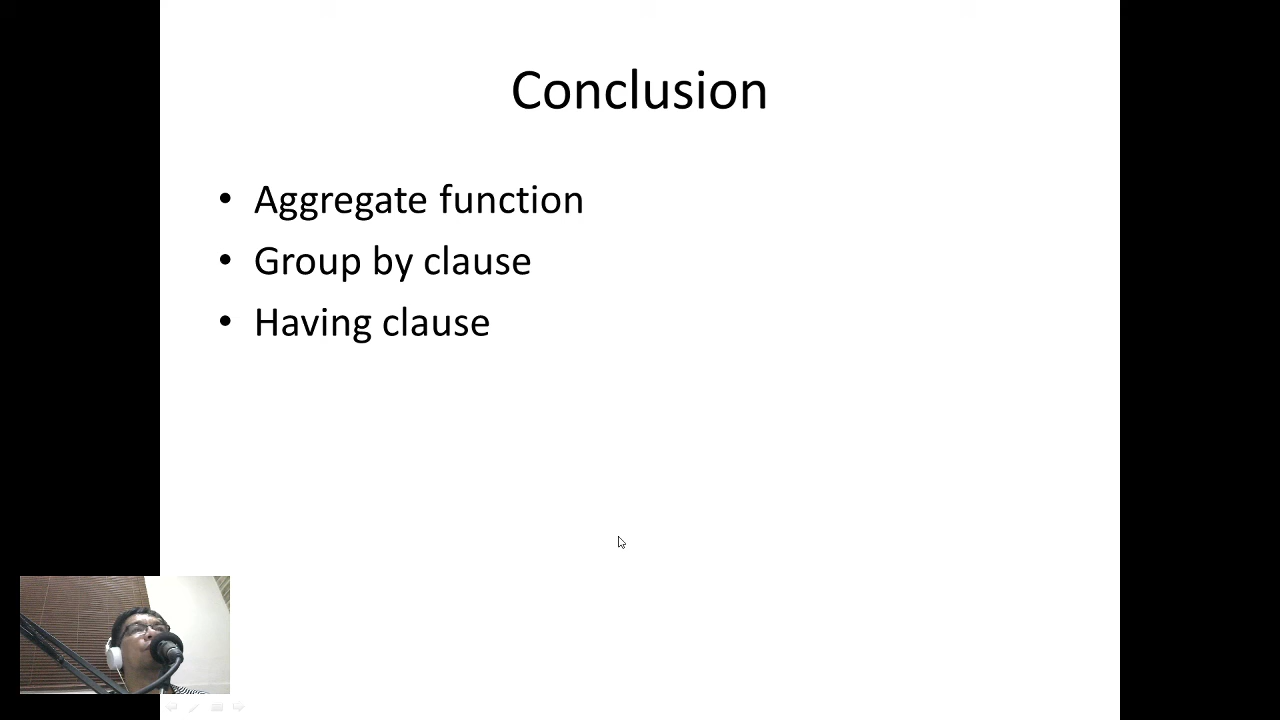 Conclusion
• Aggregate function
• Group by clause
• Having clause